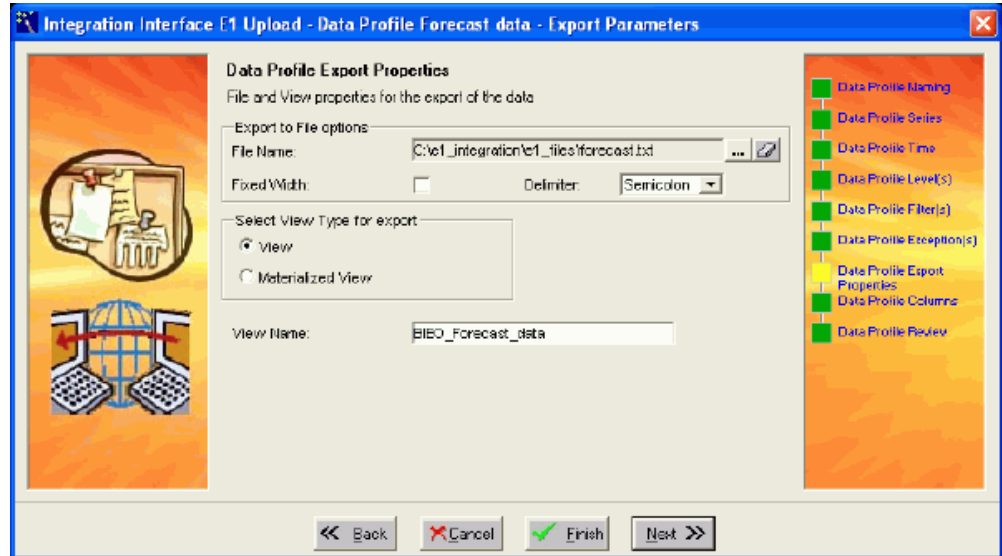 Integration Interface E1 Upload - Data Profile Forecast data - Export Parameters
Data Profile Export Properties
File and View properties for the export of the data
Export to File options
File Name: C:\e1_integration\e1_files\forecast.txt ...
Fixed Width: Delimiter: Semicolon
Select View Type for export
View
Materialized View
View Name: BIEO_Forecast_data
Data Profile Naming
Data Profile Series
Data Profile Time
Data Profile Level(s)
Data Profile Filter(s)
Data Profile Exception(s)
Data Profile Export
Properties
Data Profile Columns
Data Profile Review
<< Back Cancel Finish Next >>